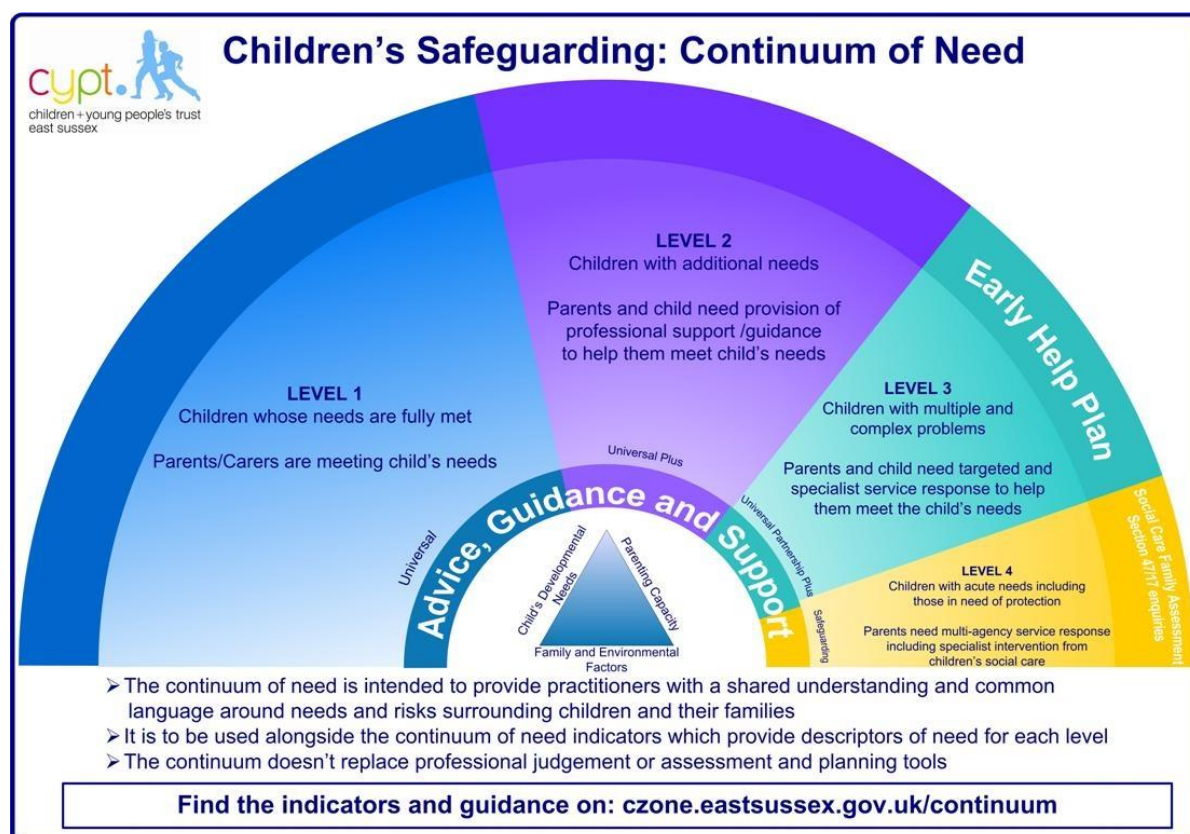 cypt.
children+young people's trust
east sussex
Children's Safeguarding: Continuum of Need
LEVEL 1
Children whose needs are fully met
Parents/Carers are meeting child's needs
LEVEL 2
Children with additional needs
Parents and child need provision of
professional support /guidance
to help them meet child's needs
Early Help Plan
LEVEL 3
Children with multiple and
complex problems
Parents and child need targeted and
specialist service response to help
them meet the child's needs
Social Care Family Assessment
Section 47/17 enquiries
LEVEL 4
Children with acute needs including
those in need of protection
Parents need multi-agency service response
including specialist intervention from
children's social care
Universal
Universal Plus
Universal Partnership Plus
Safeguarding
Advice, Guidance and Support
Child's Developmental
Needs
Parenting Capacity
Family and Environmental
Factors
➢ The continuum of need is intended to provide practitioners with a shared understanding and common
language around needs and risks surrounding children and their families
➢ It is to be used alongside the continuum of need indicators which provide descriptors of need for each level
➢ The continuum doesn't replace professional judgement or assessment and planning tools
Find the indicators and guidance on: czone.eastsussex.gov.uk/continuum